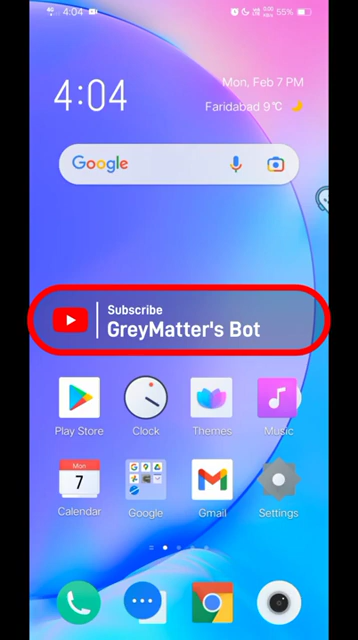 4G 4:04
55%
4:04
Mon, Feb 7 PM
Faridabad 9°C
Google
Subscribe
GreyMatter's Bot
Play Store
Clock
Themes
Music
Mon
7
Calendar
Google
Gmail
Settings